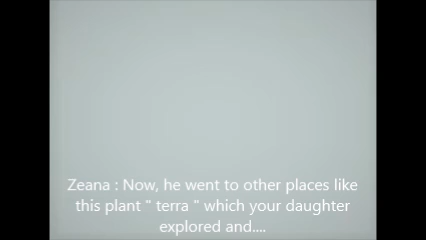 Zeana : Now, he went to other places like
this plant " terra " which your daughter
explored and....